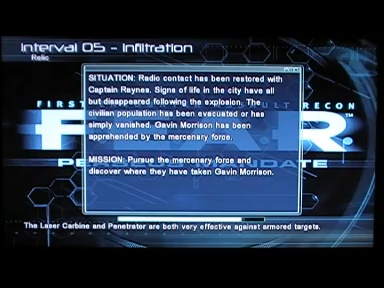 Interval 05 - Infiltration
Relic
SITUATION: Radio contact has been restored with
Captain Raynes. Signs of life in the city have all
but disappeared following the explosion. The
civilian population has been evacuated or has
simply vanished. Gavin Morrison has been
apprehended by the mercenary force.
MISSION: Pursue the mercenary force and
discover where they have taken Gavin Morrison.
FIRST
RECON
PERSEUS MANDATE
The Laser Carbine and Penetrator are both very effective against armored targets.